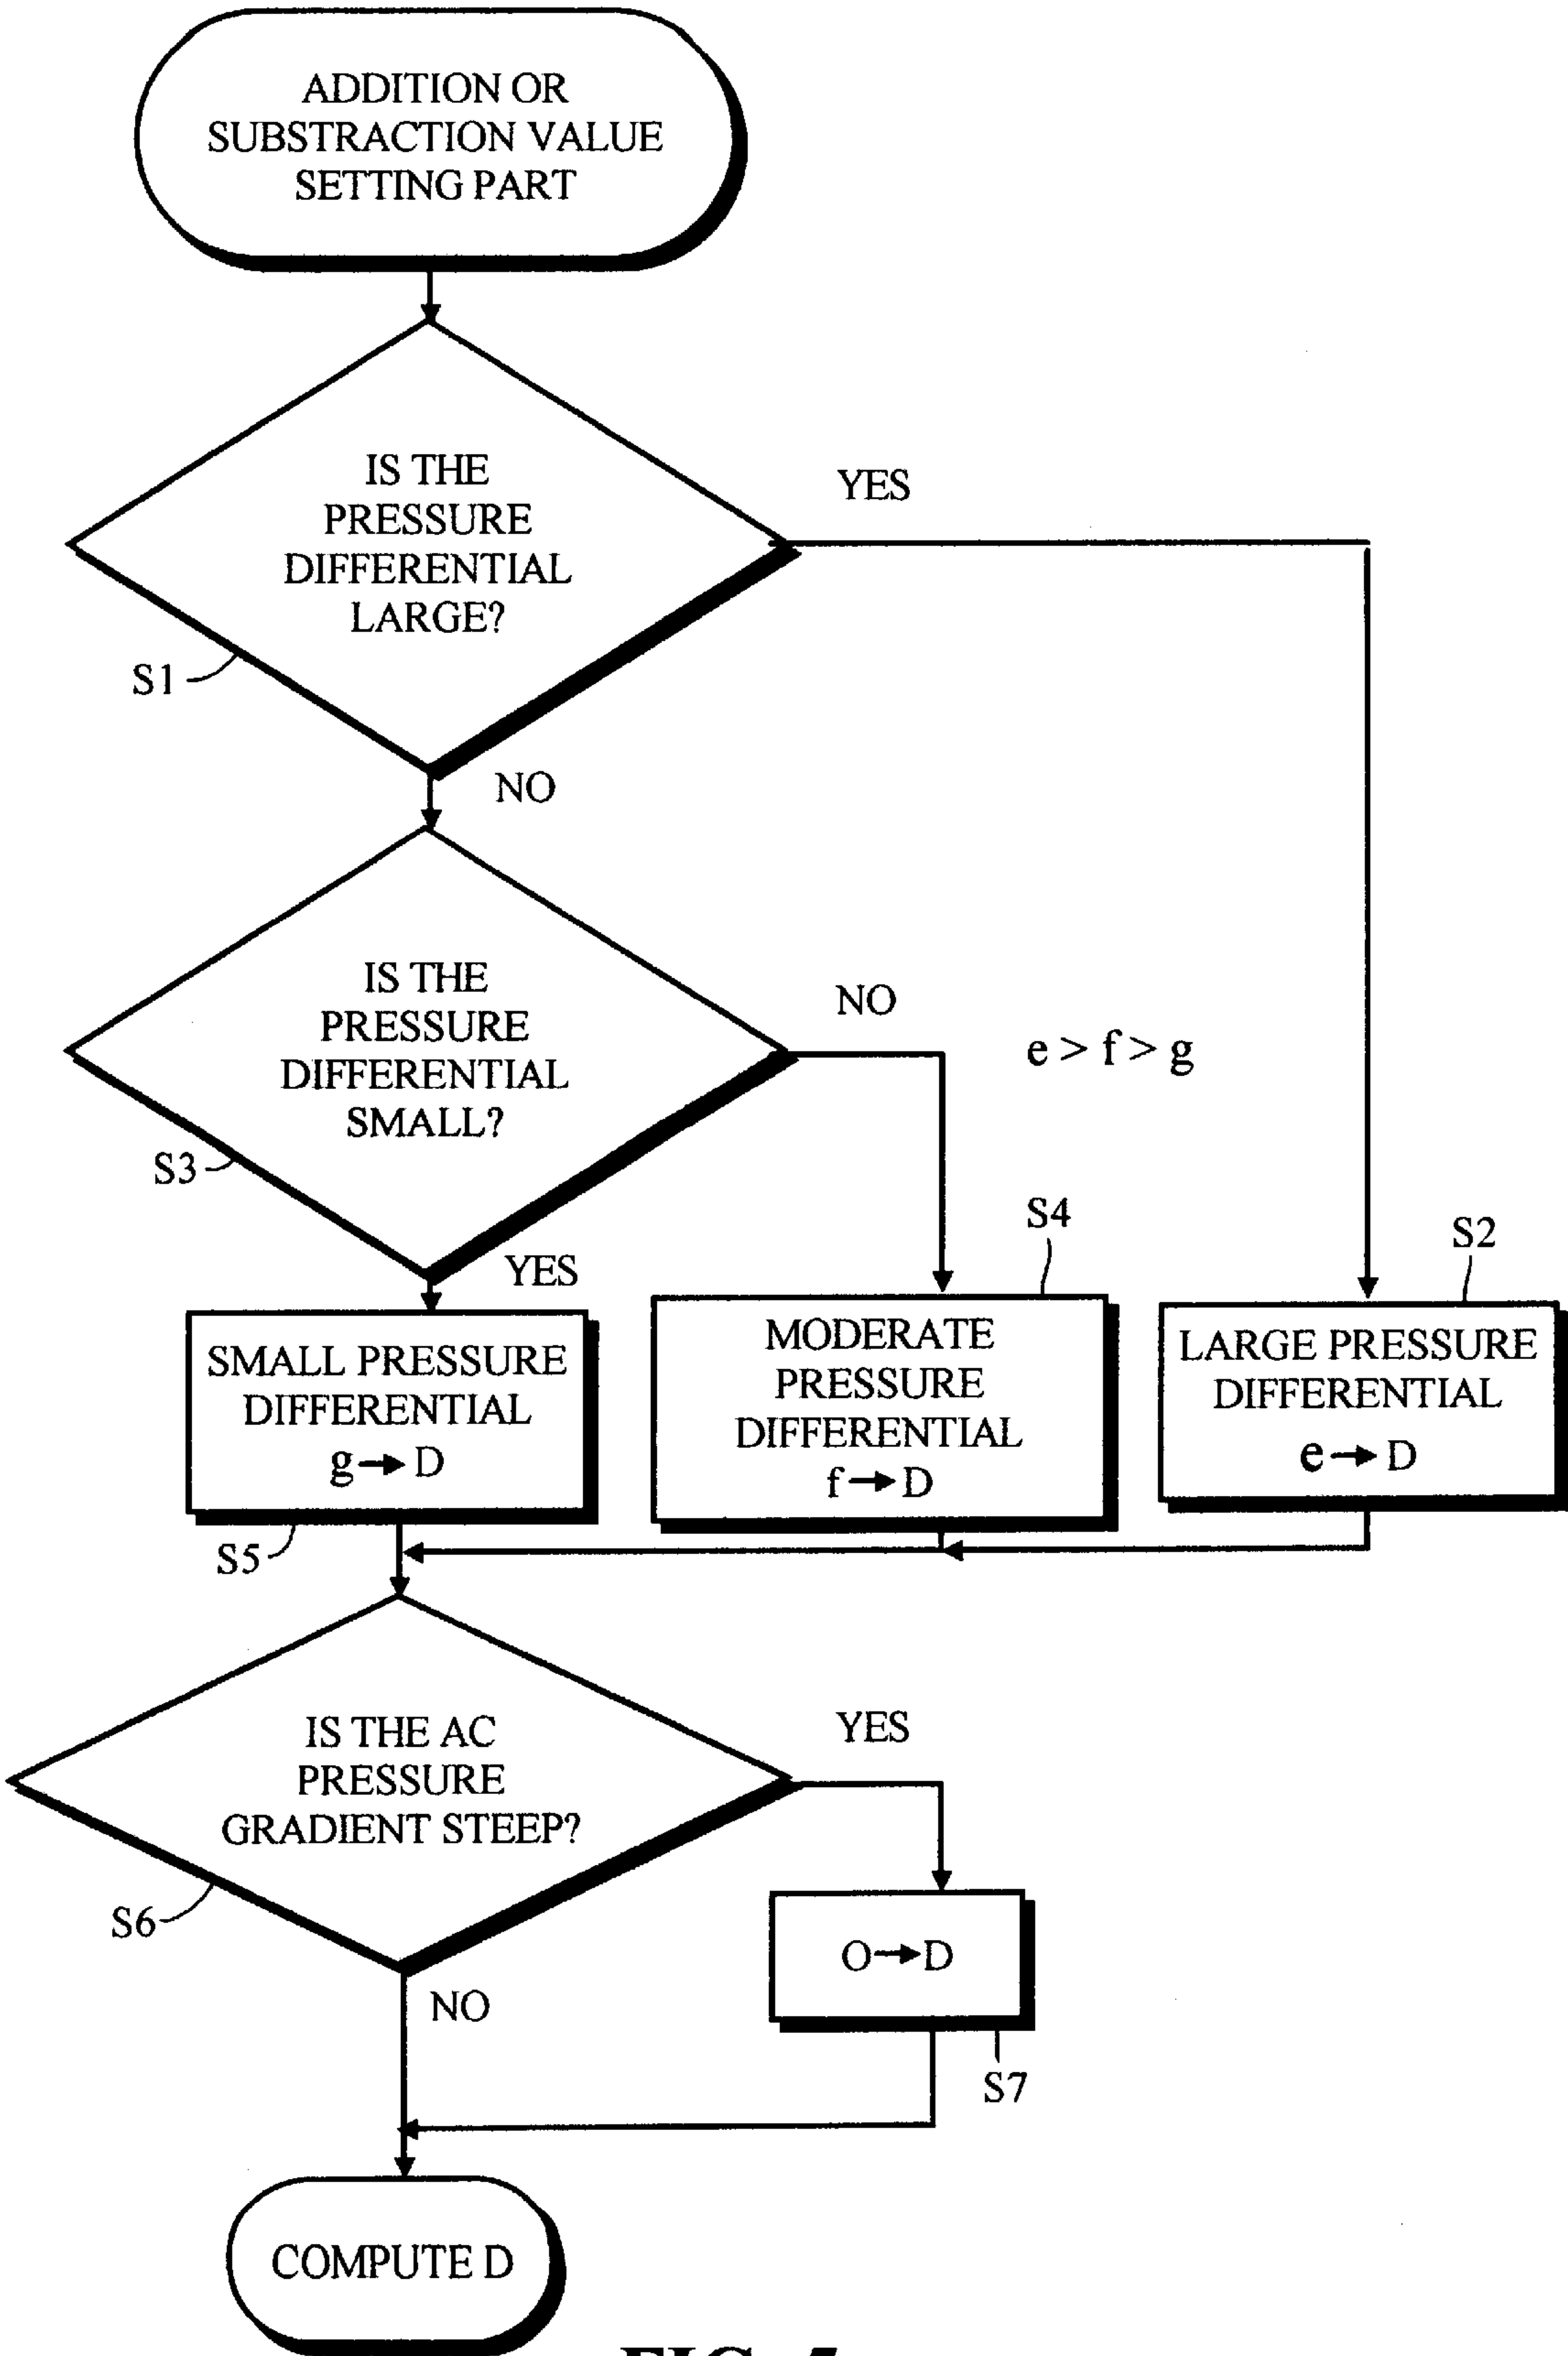 ADDITION OR
SUBSTRACTION VALUE
SETTING PART
IS THE
PRESSURE
DIFFERENTIAL
LARGE?
YES
S1
NO
IS THE
PRESSURE
DIFFERENTIAL
SMALL?
NO
e > f > g
S3
YES
S4
S2
SMALL PRESSURE
DIFFERENTIAL
g→D
MODERATE
PRESSURE
DIFFERENTIAL
f→D
LARGE PRESSURE
DIFFERENTIAL
e→D
S5
IS THE AC
PRESSURE
GRADIENT STEEP?
YES
S6
NO
O→D
S7
COMPUTE D